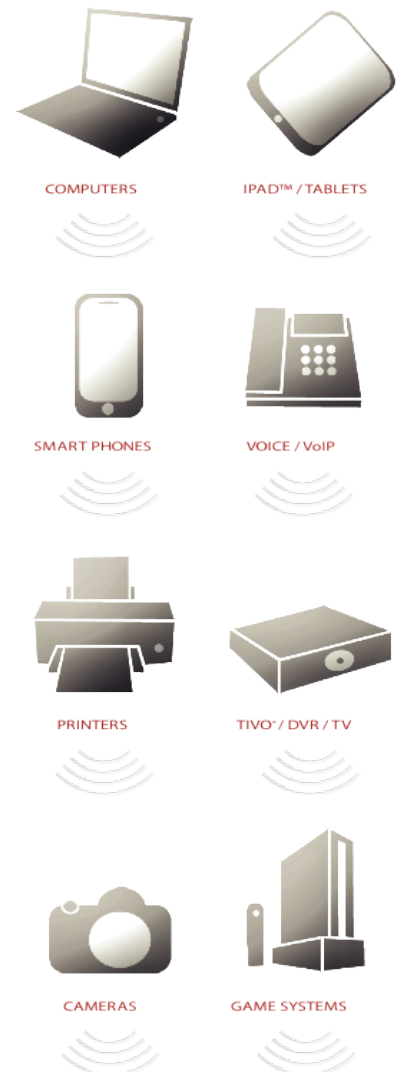 COMPUTERS
IPAD™ / TABLETS
SMART PHONES
VOICE / VoIP
PRINTERS
TIVO+ / DVR / TV
CAMERAS
GAME SYSTEMS